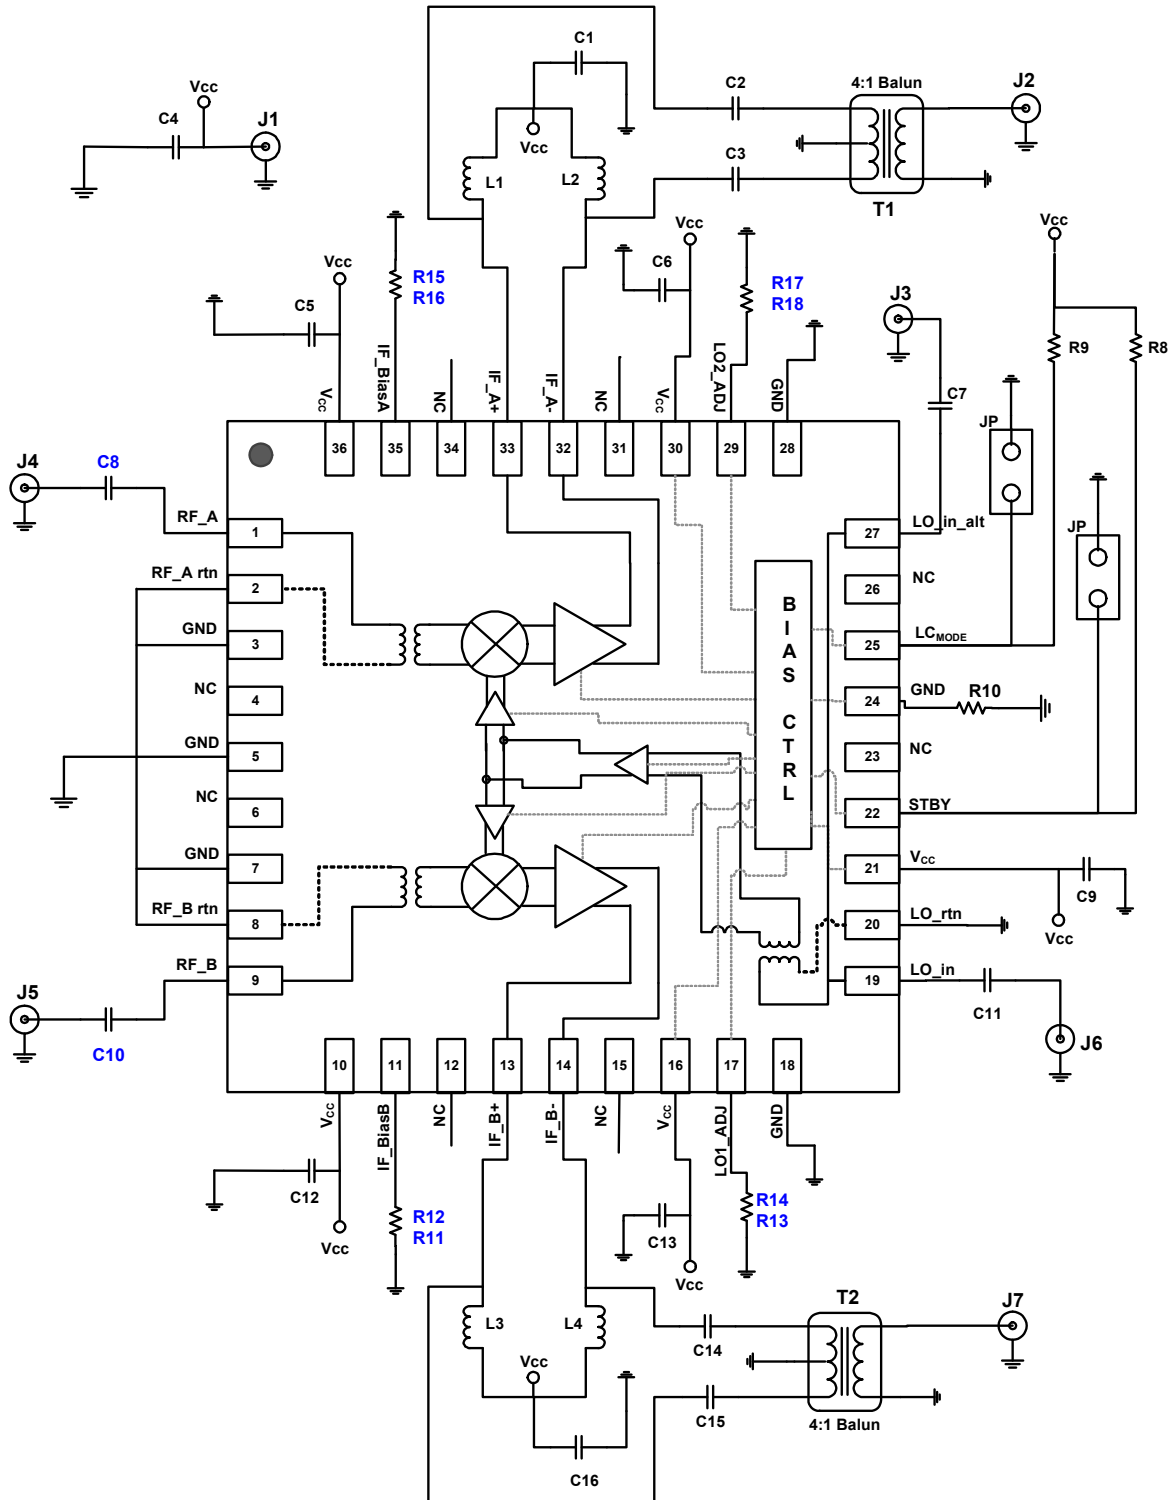 C1
4:1 Balun
C2
J2
Vcc
C4
J1
Vcc
C3
L1
L2
T1
Vcc
Vcc
Vcc
C6
R15
R16
R17
R18
J3
C5
R9
R8
C7
VCC
IF_BiasA
NC
IF_A+
IF_A-
NC
VCC
LO2_ADJ
GND
JP
36
35
34
33
32
31
30
29
28
J4
C8
RF_A
1
27
LO_in_alt
JP
RF_A rtn
2
26
NC
GND
3
25
LCMODE
NC
4
24
GND
R10
GND
5
23
NC
NC
6
22
STBY
BIAS CTRL
GND
7
21
VCC
C9
RF_B rtn
8
20
LO_rtn
Vcc
RF_B
9
19
LO_in
J5
C10
C11
J6
10
11
12
13
14
15
16
17
18
VCC
IF_BiasB
NC
IF_B+
IF_B-
NC
VCC
LO1_ADJ
GND
C12
R12
R11
R14
R13
Vcc
C13
Vcc
T2
J7
L3
L4
C14
Vcc
C15
4:1 Balun
C16